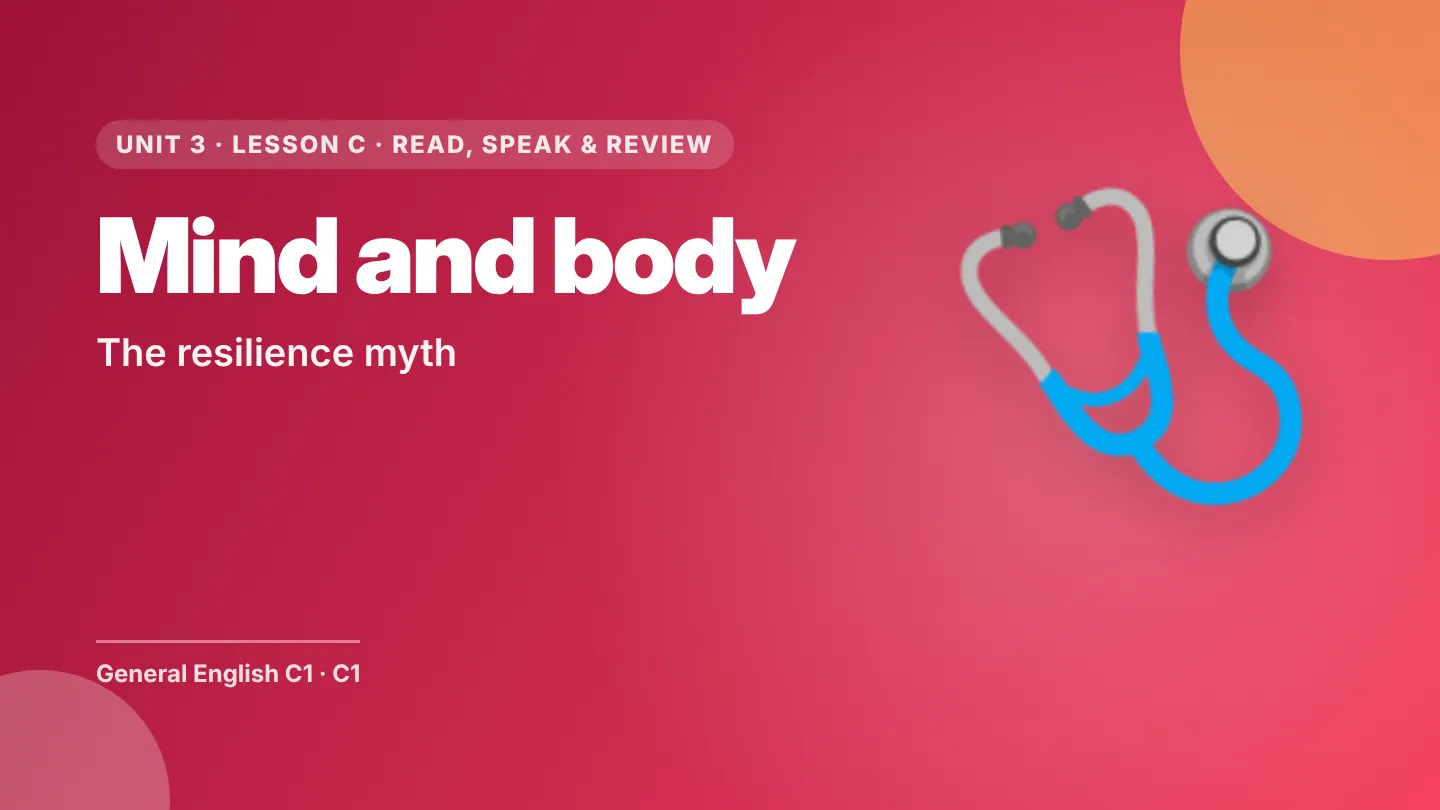 UNIT 3 · LESSON C · READ, SPEAK & REVIEW
Mind and body
The resilience myth
General English C1 · C1